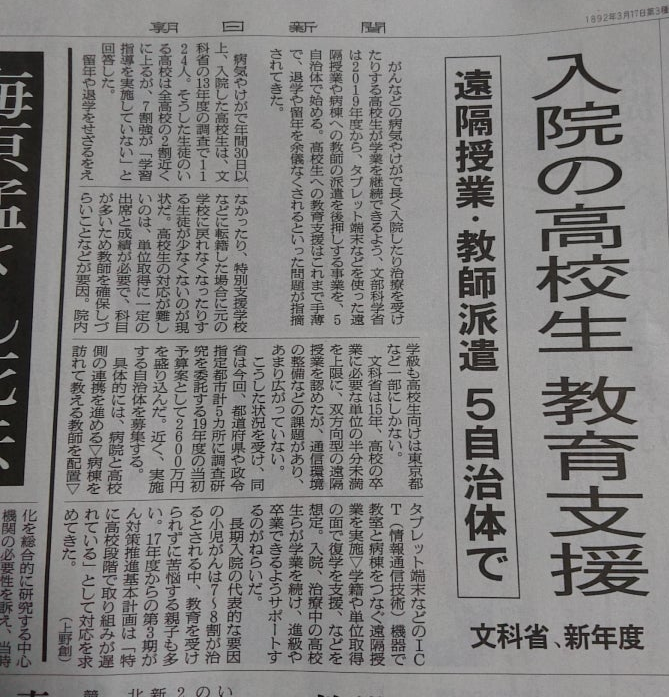 朝日新聞
1892年3月17日第3種
入院の高校生 教育支援
遠隔授業・教師派遣 5自治体で
文科省、新年度
がんなどの病気やけがで長く入院したり治療を受け
たりする高校生が学業を継続できるよう、文部科学省
は2019年度から、タブレット端末などを使った遠
隔授業や病棟への教師の派遣を後押しする事業を、5
自治体で始める。高校生への教育支援はこれまで手薄
で、退学や留年を余儀なくされるといった問題が指摘
されてきた。
病気やけがで年間30日以
上、入院した高校生は、文
科省の13年度の調査で11
24人。そうした生徒のい
る高校は全高校の2割近く
に上るが、7割強が「学習
指導を実施していない」と
回答した。
留年や退学をせざるをえ
なかったり、特別支援学校
などに転籍した場合に元の
学校に戻れなくなったりす
る生徒が少なくないのが現
状だ。高校生の対応が難し
いのは、単位取得に一定の
出席と成績が必要で、科目
が多いため教師を確保しづ
らいことなどが要因。院内
学級も高校生向けは東京都
など一部にしかない。
文科省は15年、高校の卒
業に必要な単位の半分未満
を上限に、双方向型の遠隔
授業を認めたが、通信環境
の整備などの課題があり、
あまり広がっていない。
こうした状況を受け、同
省は今回、都道府県や政令
指定都市計5カ所に調査研
究を委託する19年度の当初
予算案として2600万円
を盛り込んだ。近く、実施
する自治体を募集する。
具体的には、病院と高校
側の連携を進める▽病棟を
訪れて教える教師を配置▽
タブレット端末などのIC
T(情報通信技術)機器で
教室と病棟をつなぐ遠隔授
業を実施▽学籍や単位取得
の面で復学を支援、などを
想定。入院、治療中の高校
生らが学業を続け、進級や
卒業できるようサポートす
るのがねらいだ。
長期入院の代表的な要因
の小児がんは7〜8割が治
るとされる中、教育を受け
られずに苦悩する親子も多
い。17年度からの第3期が
ん対策推進基本計画は「特
に高校段階で取り組みが遅
れている」として対応を求
めてきた。
(上野創)
化を総合的に研究する中心
機関の必要性を訴え、当時